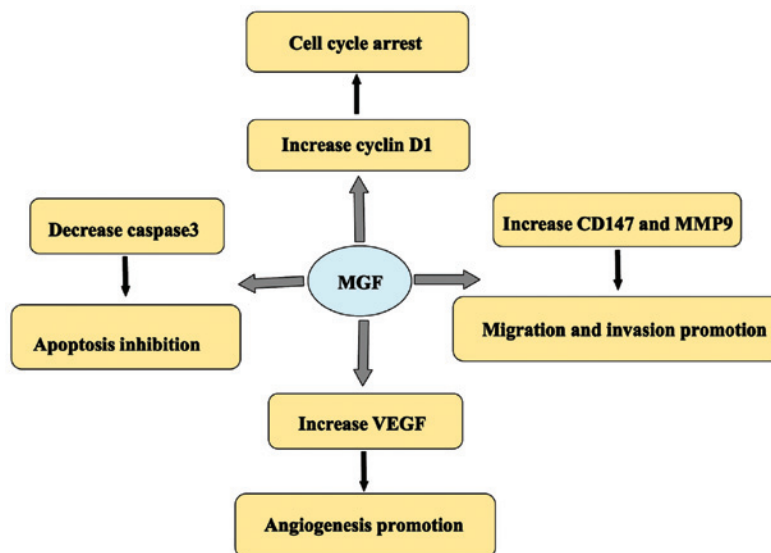 Cell cycle arrest
Increase cyclin D1
Decrease caspase3
Increase CD147 and MMP9
MGF
Apoptosis inhibition
Migration and invasion promotion
Increase VEGF
Angiogenesis promotion